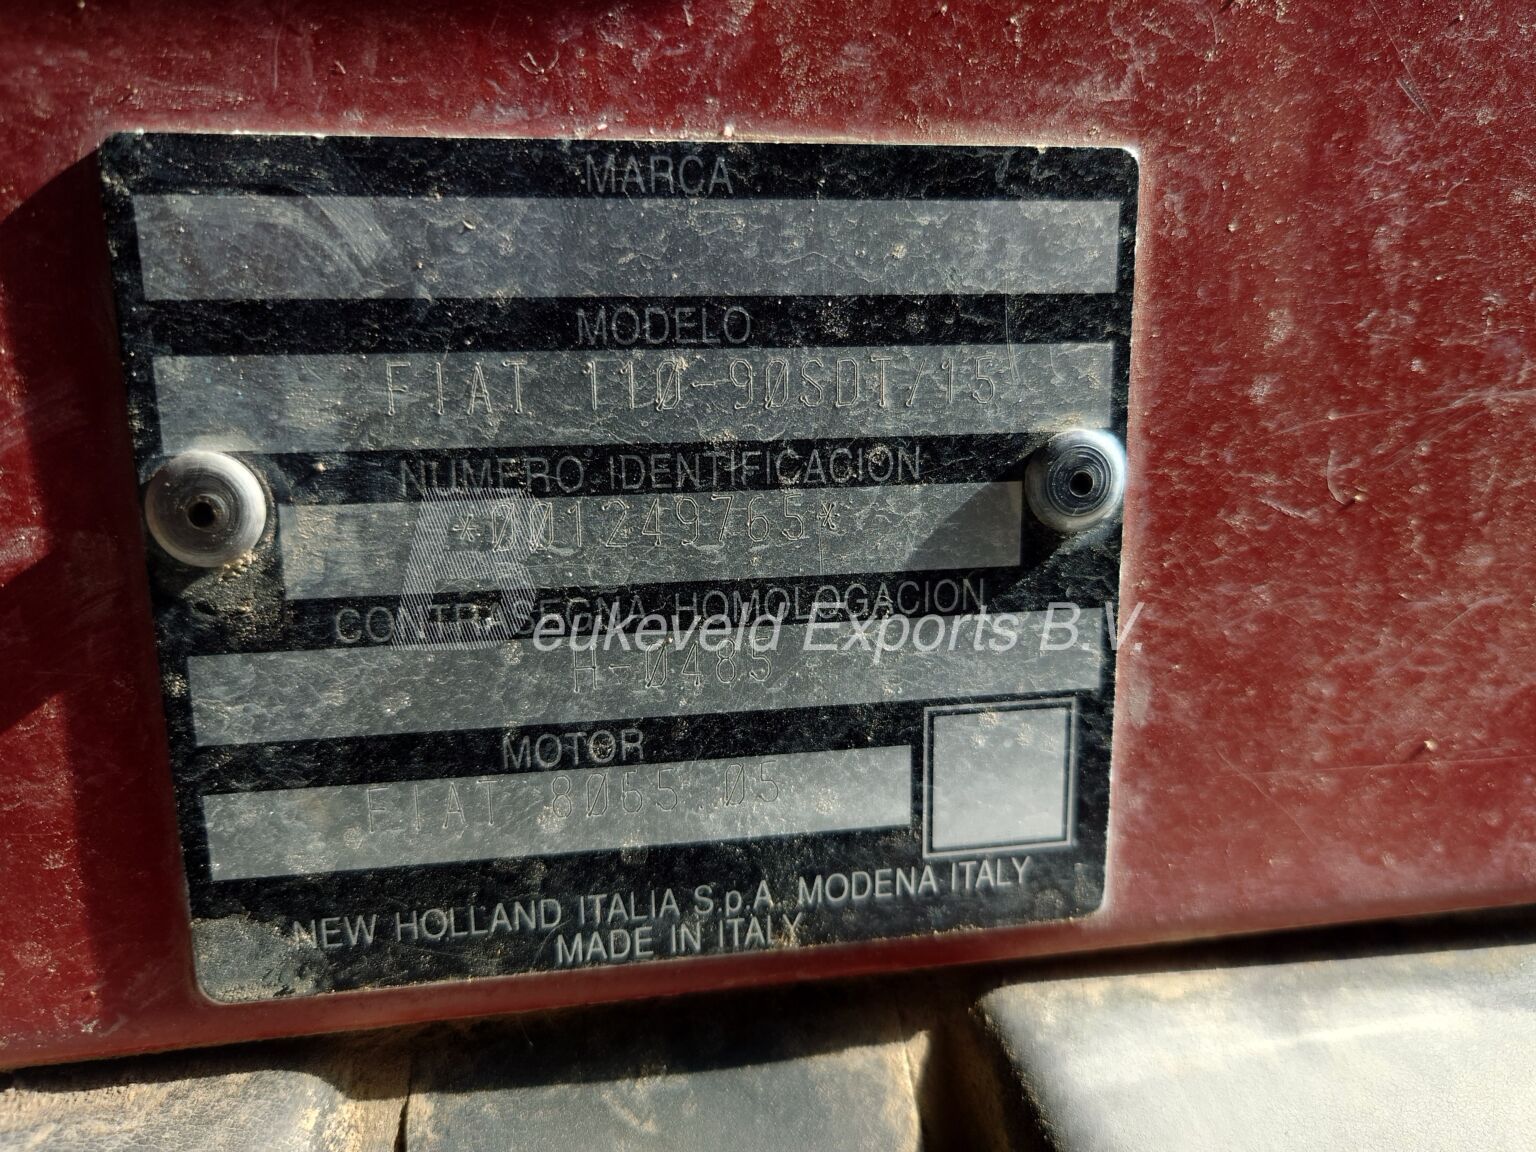 MARCA
MODELO
FIAT 110-90SDT/15
NUMERO IDENTIFICACION
*001249765*
CONTRASEGNA HOMOLOGACION
Beukeveld Exports B.V.
H-0485
MOTOR
FIAT 8065.05
NEW HOLLAND ITALIA S.p.A MODENA ITALY
MADE IN ITALY